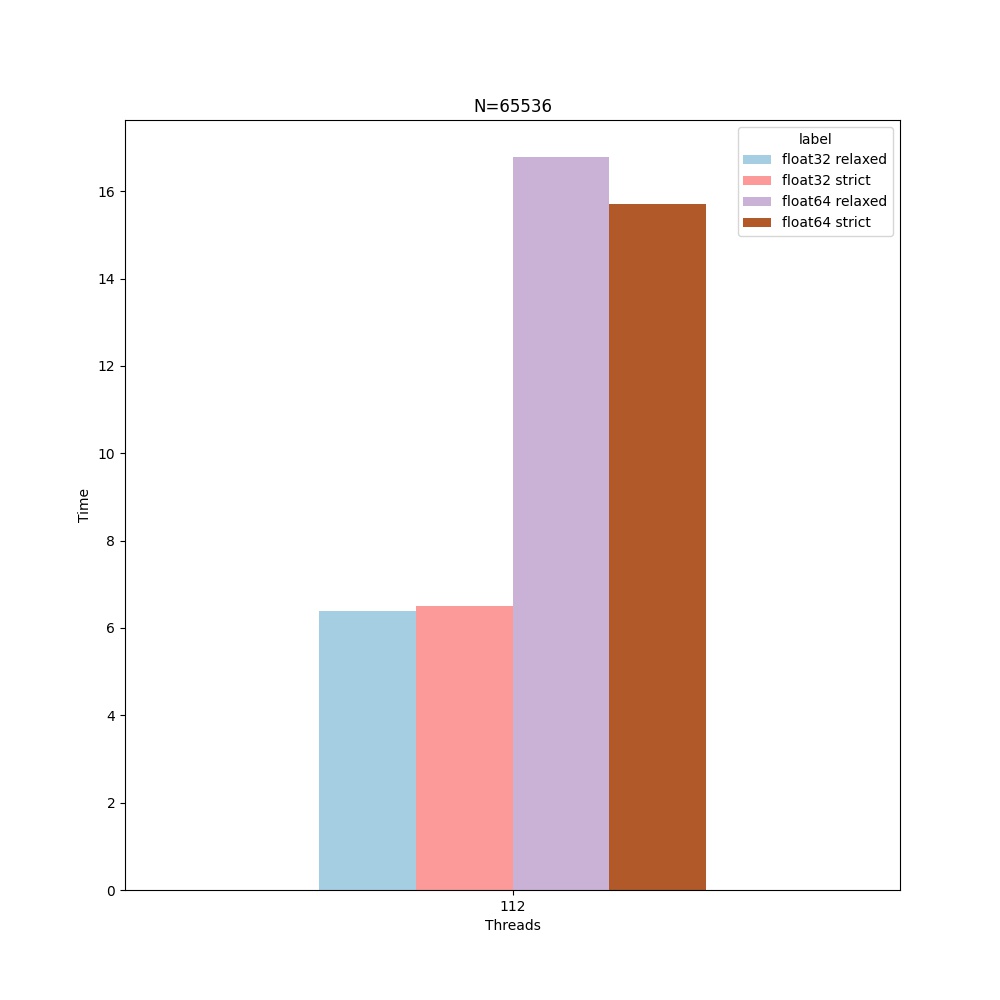 N=65536
label
float32 relaxed
float32 strict
float64 relaxed
float64 strict
16
14
12
10
8
6
4
2
0
Time
112
Threads